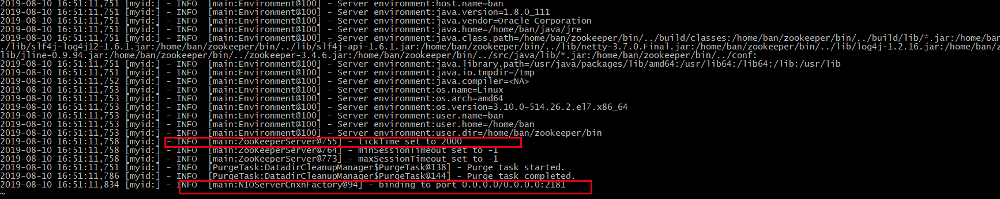 2019-08-10 16:51:11,751 [myid:] - INFO  [main:Environment@100] - Server environment:host.name=ban
2019-08-10 16:51:11,751 [myid:] - INFO  [main:Environment@100] - Server environment:java.version=1.8.0_111
2019-08-10 16:51:11,751 [myid:] - INFO  [main:Environment@100] - Server environment:java.vendor=Oracle Corporation
2019-08-10 16:51:11,751 [myid:] - INFO  [main:Environment@100] - Server environment:java.home=/home/ban/java/jre
2019-08-10 16:51:11,751 [myid:] - INFO  [main:Environment@100] - Server environment:java.class.path=/home/ban/zookeeper/bin/../build/classes:/home/ban/zookeeper/bin/../build/lib/*.jar:/home/ban
./lib/slf4j-log4j12-1.6.1.jar:/home/ban/zookeeper/bin/../lib/slf4j-api-1.6.1.jar:/home/ban/zookeeper/bin/../lib/netty-3.7.0.Final.jar:/home/ban/zookeeper/bin/../lib/log4j-1.2.16.jar:/home/ban/z
lib/jline-0.9.94.jar:/home/ban/zookeeper/bin/../zookeeper-3.4.6.jar:/home/ban/zookeeper/bin/../src/java/lib/*.jar:/home/ban/zookeeper/bin/../conf:
2019-08-10 16:51:11,751 [myid:] - INFO  [main:Environment@100] - Server environment:java.library.path=/usr/java/packages/lib/amd64:/usr/lib64:/lib64:/lib:/usr/lib
2019-08-10 16:51:11,751 [myid:] - INFO  [main:Environment@100] - Server environment:java.io.tmpdir=/tmp
2019-08-10 16:51:11,752 [myid:] - INFO  [main:Environment@100] - Server environment:java.compiler=<NA>
2019-08-10 16:51:11,753 [myid:] - INFO  [main:Environment@100] - Server environment:os.name=Linux
2019-08-10 16:51:11,753 [myid:] - INFO  [main:Environment@100] - Server environment:os.arch=amd64
2019-08-10 16:51:11,753 [myid:] - INFO  [main:Environment@100] - Server environment:os.version=3.10.0-514.26.2.el7.x86_64
2019-08-10 16:51:11,753 [myid:] - INFO  [main:Environment@100] - Server environment:user.name=ban
2019-08-10 16:51:11,753 [myid:] - INFO  [main:Environment@100] - Server environment:user.home=/home/ban
2019-08-10 16:51:11,753 [myid:] - INFO  [main:Environment@100] - Server environment:user.dir=/home/ban/zookeeper/bin
2019-08-10 16:51:11,758 [myid:] - INFO  [main:ZooKeeperServer@755] - tickTime set to 2000
2019-08-10 16:51:11,758 [myid:] - INFO  [main:ZooKeeperServer@764] - minSessionTimeout set to -1
2019-08-10 16:51:11,758 [myid:] - INFO  [main:ZooKeeperServer@773] - maxSessionTimeout set to -1
2019-08-10 16:51:11,751 [myid:] - INFO  [PurgeTask:DatadirCleanupManager$PurgeTask@138] - Purge task started.
2019-08-10 16:51:11,786 [myid:] - INFO  [PurgeTask:DatadirCleanupManager$PurgeTask@144] - Purge task completed.
2019-08-10 16:51:11,834 [myid:] - INFO  [main:NIOServerCnxnFactory@94] - binding to port 0.0.0.0/0.0.0.0:2181
~